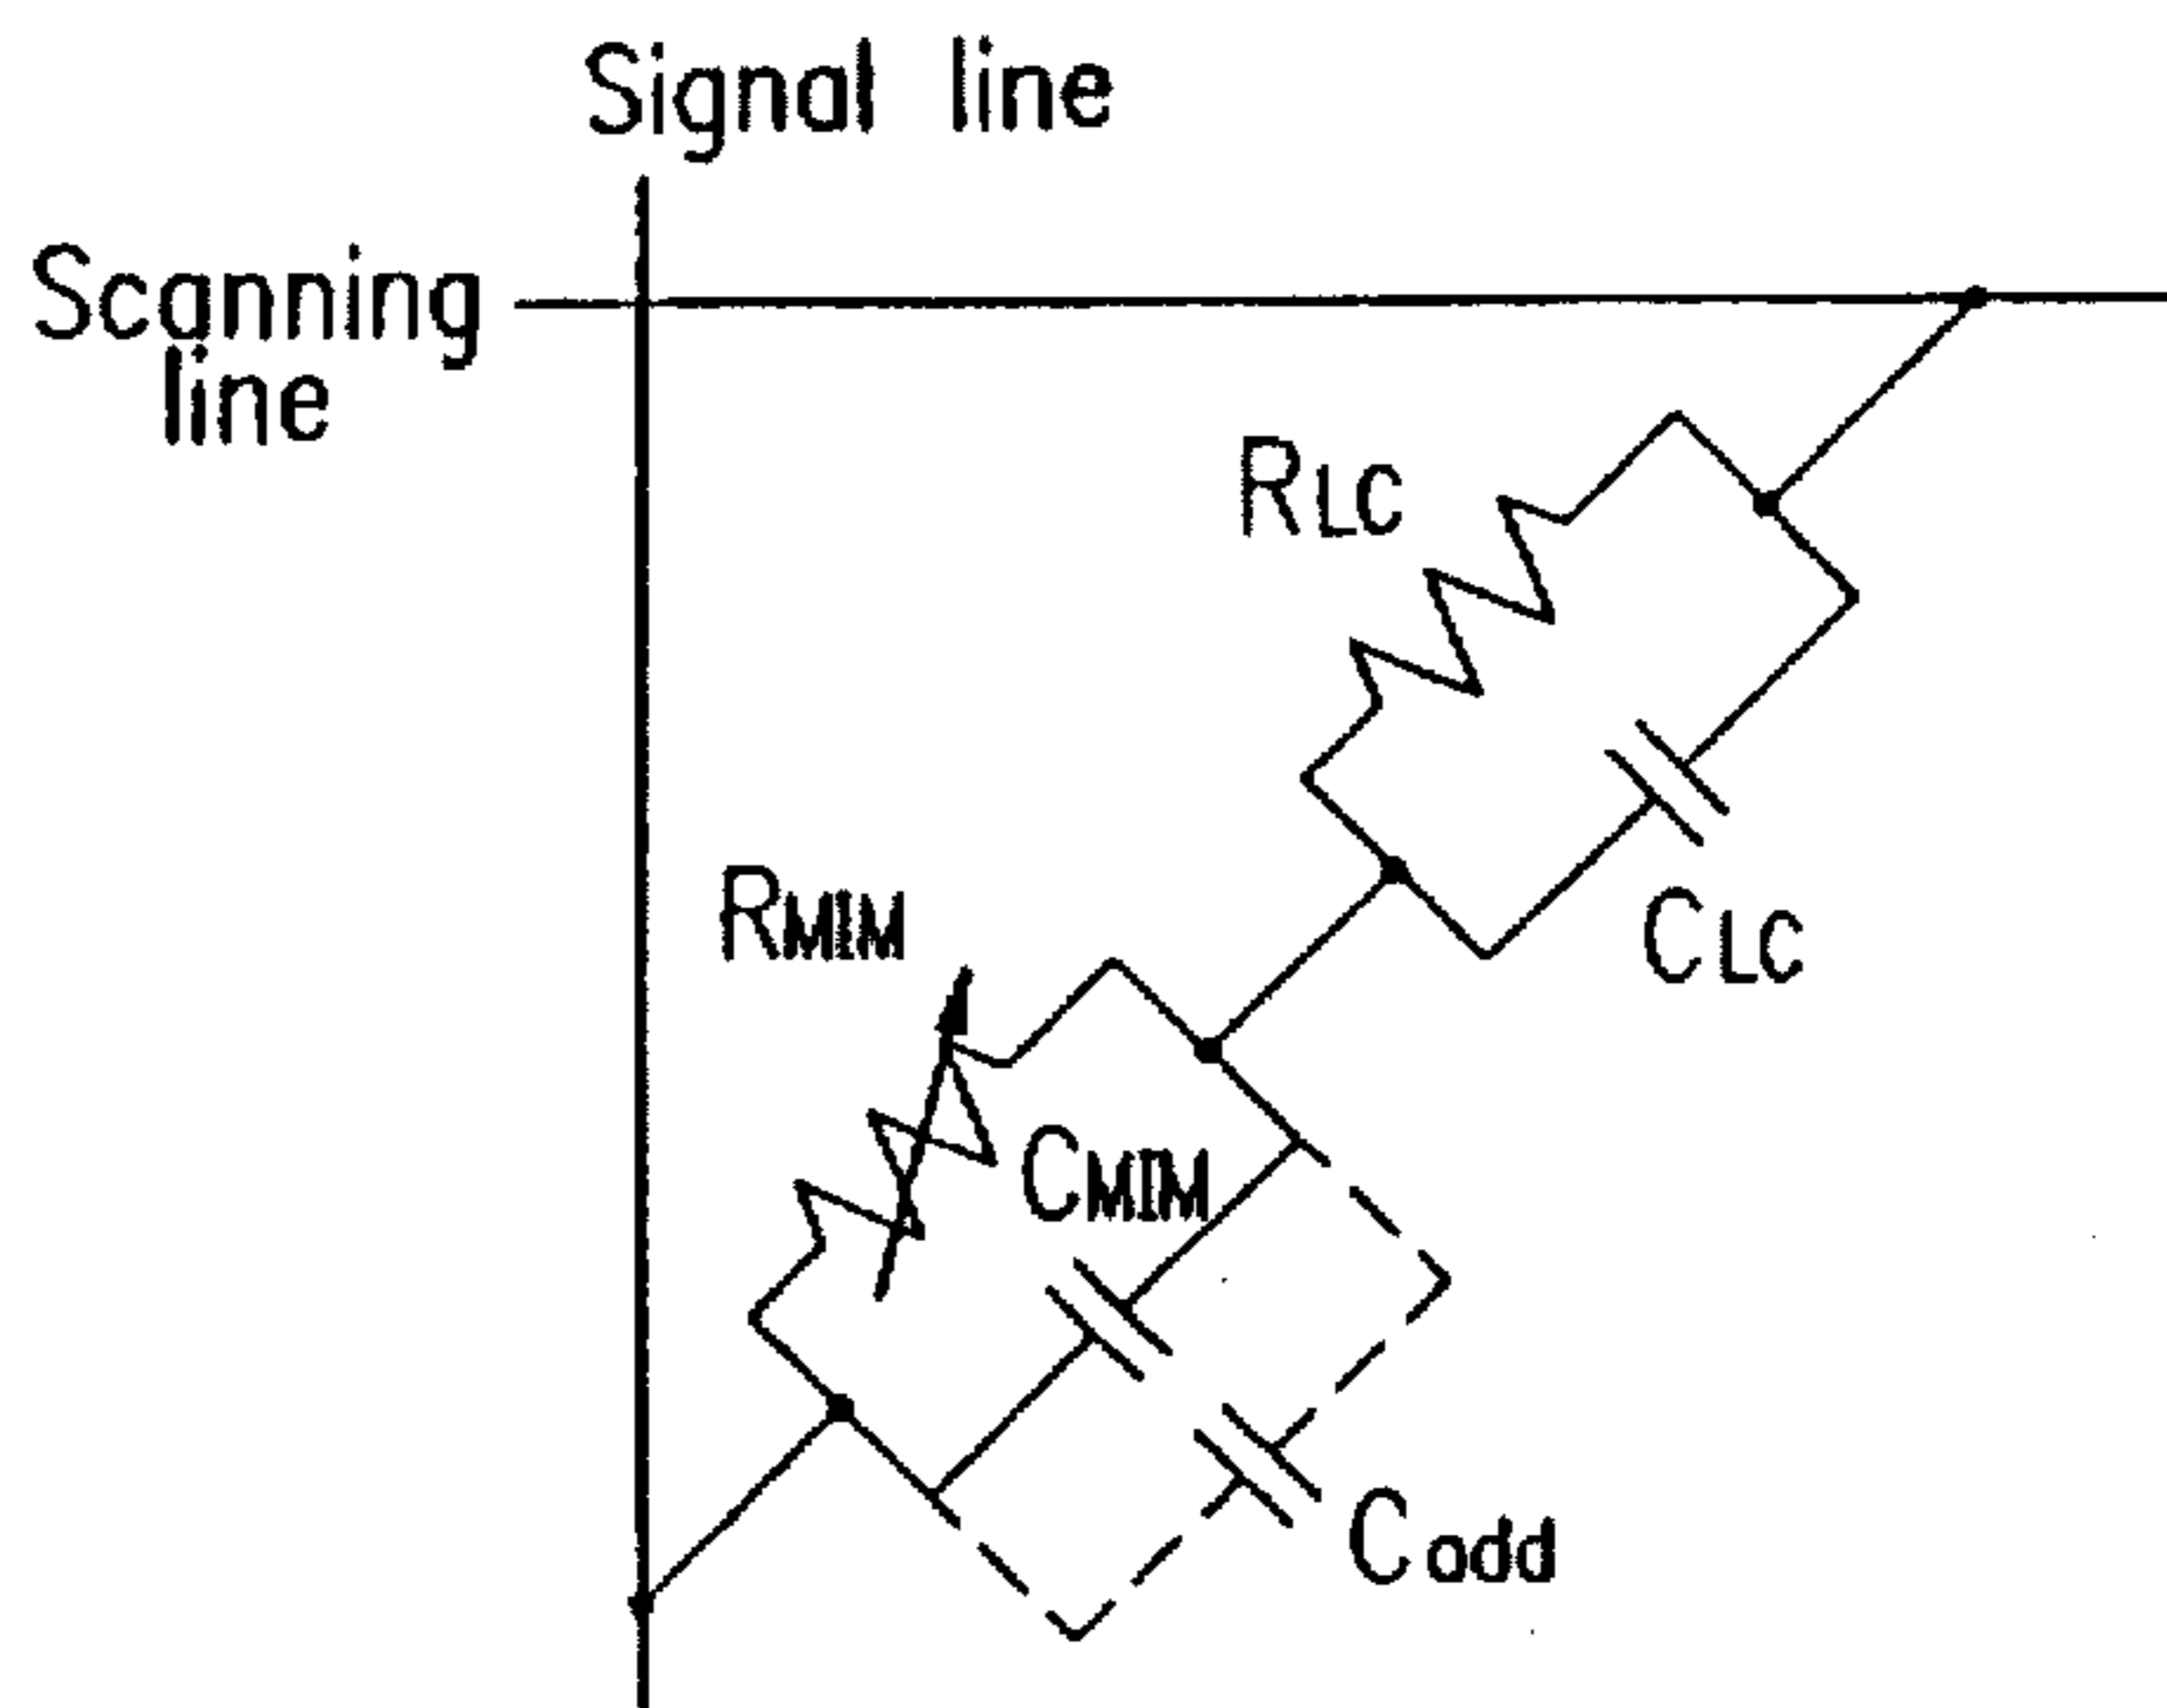 Signal line
Scanning
line
RLC
CLC
RMIM
CMIM
Cadd